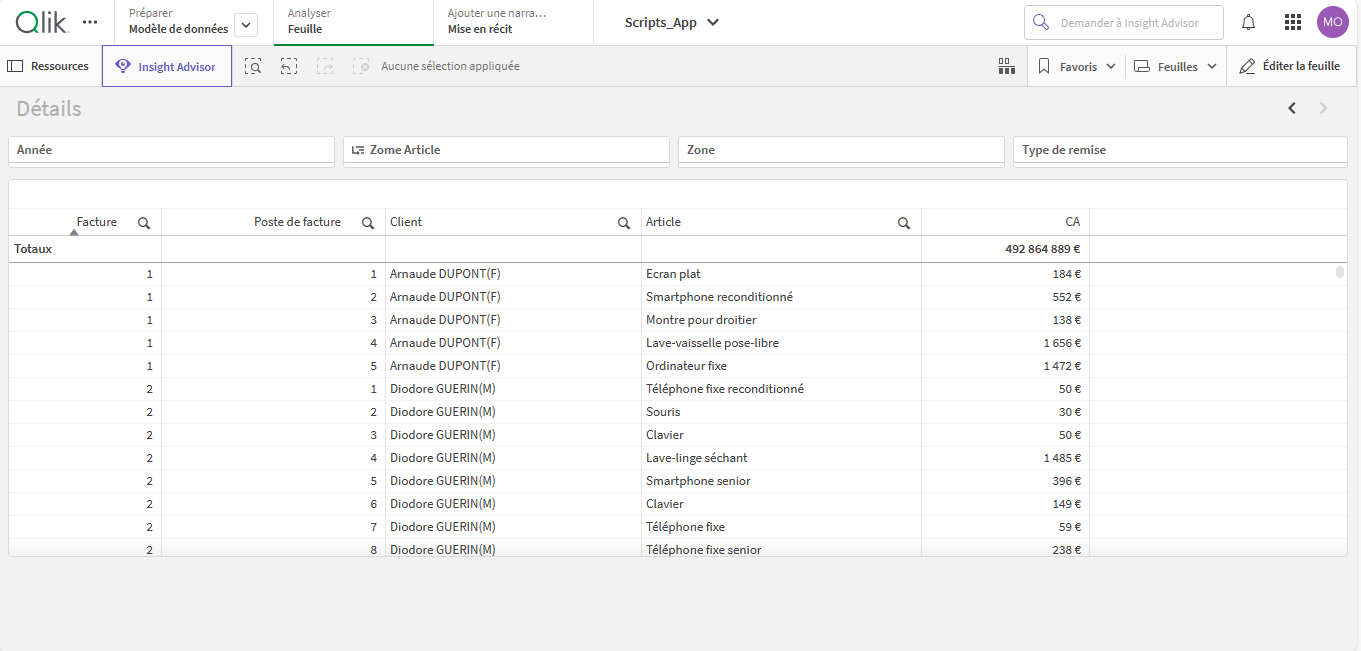 Qlik
Préparer
Modèle de données
Analyser
Feuille
Ajouter une narra...
Mise en récit
Scripts_App
Demander à Insight Advisor
MO
Ressources
Insight Advisor
Aucune sélection appliquée
Favoris
Feuilles
Éditer la feuille
Détails
Année
Zome Article
Zone
Type de remise
Facture Poste de facture Client Article CA
Totaux 492 864 889 €
1 1 Arnaude DUPONT(F) Ecran plat 184 €
1 2 Arnaude DUPONT(F) Smartphone reconditionné 552 €
1 3 Arnaude DUPONT(F) Montre pour droitier 138 €
1 4 Arnaude DUPONT(F) Lave-vaisselle pose-libre 1 656 €
1 5 Arnaude DUPONT(F) Ordinateur fixe 1 472 €
2 1 Diodore GUERIN(M) Téléphone fixe reconditionné 50 €
2 2 Diodore GUERIN(M) Souris 30 €
2 3 Diodore GUERIN(M) Clavier 50 €
2 4 Diodore GUERIN(M) Lave-linge séchant 1 485 €
2 5 Diodore GUERIN(M) Smartphone senior 396 €
2 6 Diodore GUERIN(M) Clavier 149 €
2 7 Diodore GUERIN(M) Téléphone fixe 59 €
2 8 Diodore GUERIN(M) Téléphone fixe senior 238 €